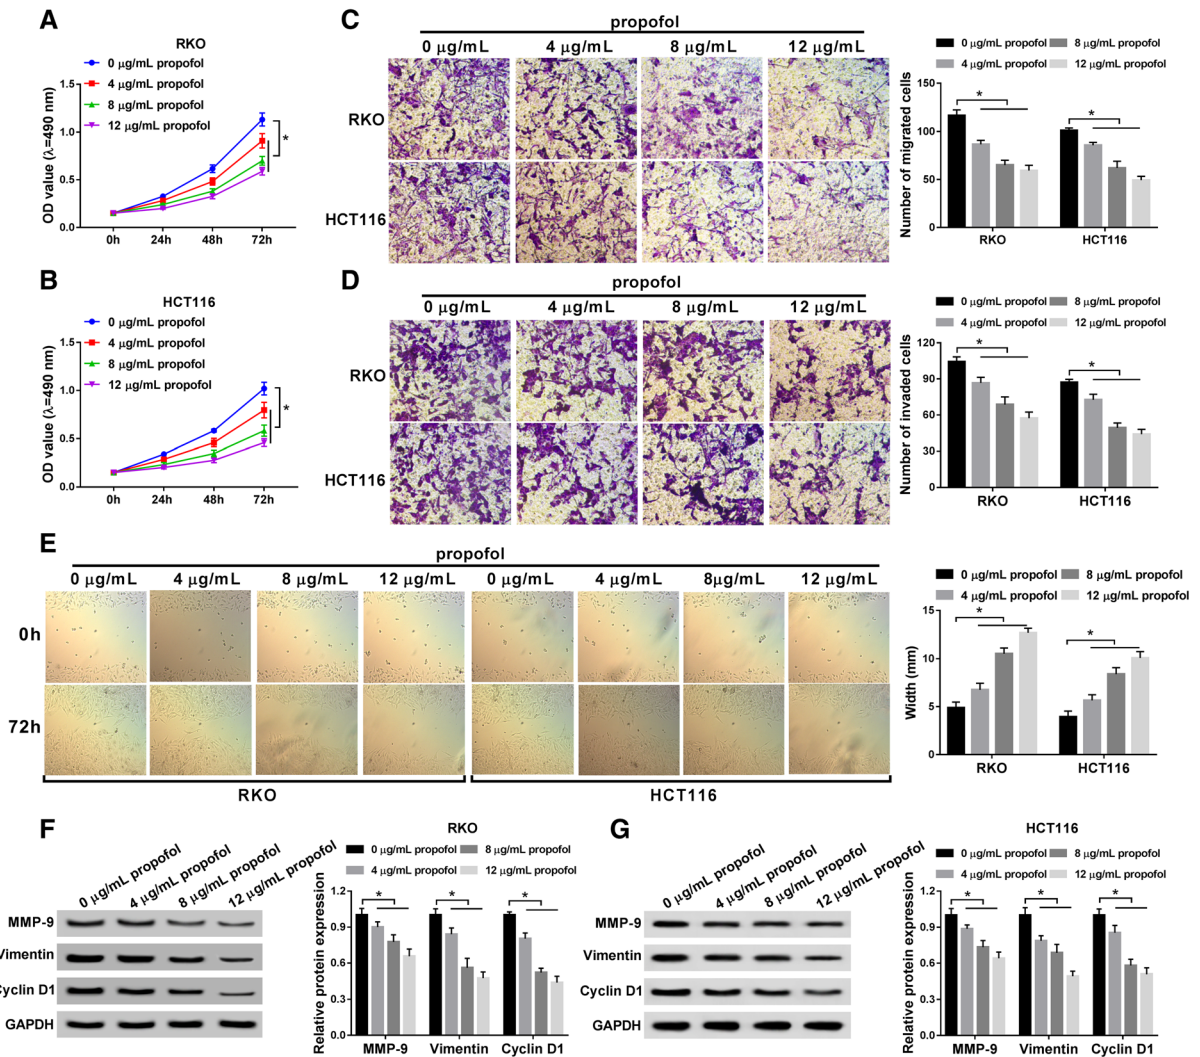 A
RKO
0 μg/mL propofol
4 μg/mL propofol
8 μg/mL propofol
12 μg/mL propofol
OD value (λ=490 nm)
1.5
1.0
0.5
0.0
0h 24h 48h 72h
*
B
HCT116
0 μg/mL propofol
4 μg/mL propofol
8 μg/mL propofol
12 μg/mL propofol
OD value (λ=490 nm)
1.5
1.0
0.5
0.0
0h 24h 48h 72h
*
C
propofol
0 μg/mL 4 μg/mL 8 μg/mL 12 μg/mL
RKO
HCT116
0 μg/mL propofol 8 μg/mL propofol
4 μg/mL propofol 12 μg/mL propofol
Number of migrated cells
150
100
50
0
* *
RKO HCT116
D
propofol
0 μg/mL 4 μg/mL 8 μg/mL 12 μg/mL
RKO
HCT116
0 μg/mL propofol 8 μg/mL propofol
4 μg/mL propofol 12 μg/mL propofol
Number of invaded cells
120
90
60
30
0
* *
RKO HCT116
E
propofol
0 μg/mL 4 μg/mL 8 μg/mL 12 μg/mL 0 μg/mL 4 μg/mL 8μg/mL 12 μg/mL
0h
72h
RKO HCT116
0 μg/mL propofol 8 μg/mL propofol
4 μg/mL propofol 12 μg/mL propofol
Width (mm)
15
10
5
0
* *
RKO HCT116
F
0 μg/mL propofol
4 μg/mL propofol
8 μg/mL propofol
12 μg/mL propofol
MMP-9
Vimentin
Cyclin D1
GAPDH
RKO
0 μg/mL propofol 8 μg/mL propofol
4 μg/mL propofol 12 μg/mL propofol
Relative protein expression
1.2
0.9
0.6
0.3
0.0
* * *
MMP-9 Vimentin Cyclin D1
G
0 μg/mL propofol
4 μg/mL propofol
8 μg/mL propofol
12 μg/mL propofol
MMP-9
Vimentin
Cyclin D1
GAPDH
HCT116
0 μg/mL propofol 8 μg/mL propofol
4 μg/mL propofol 12 μg/mL propofol
Relative protein expression
1.2
0.9
0.6
0.3
0.0
* * *
MMP-9 Vimentin Cyclin D1